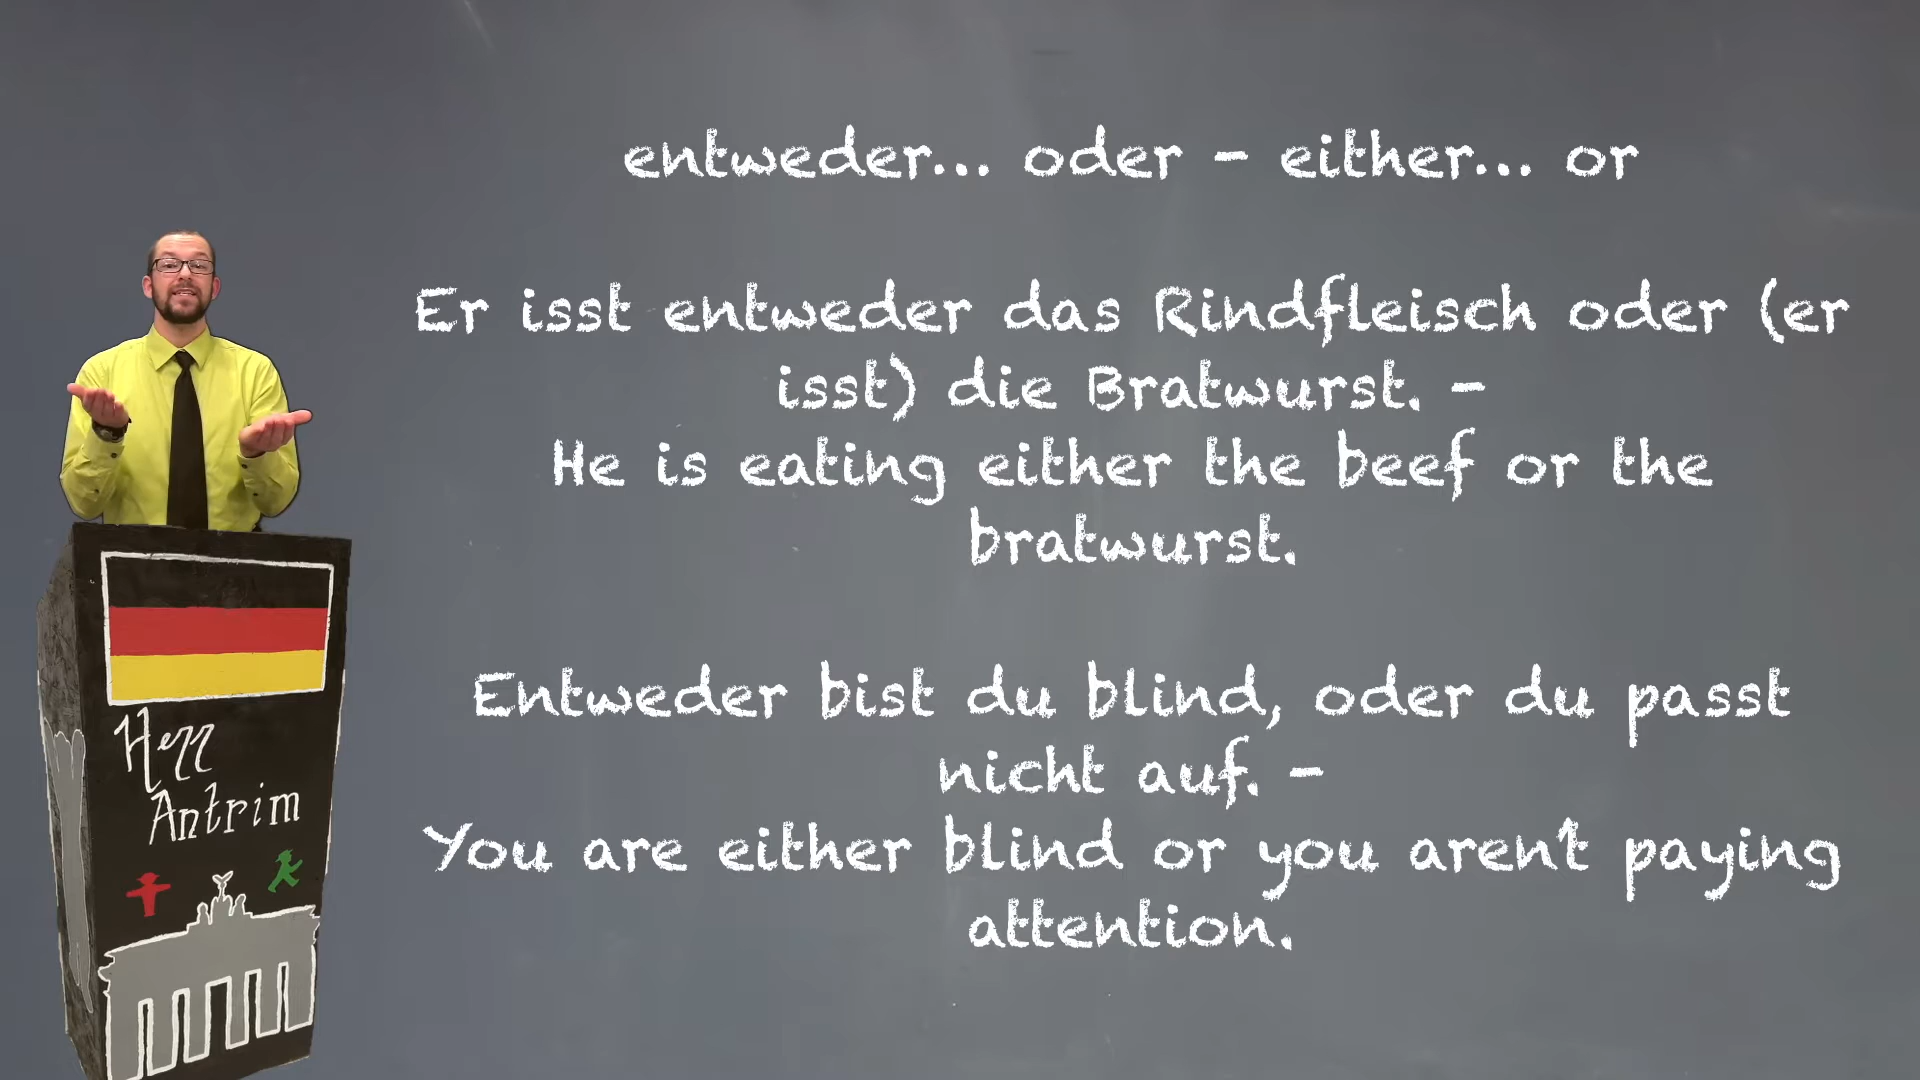 entweder... oder - either... or
Er isst entweder das Rindfleisch oder (er
isst) die Bratwurst. -
He is eating either the beef or the
bratwurst.
Entweder bist du blind, oder du passt
nicht auf. -
You are either blind or you aren't paying
attention.
Herr
Antrim